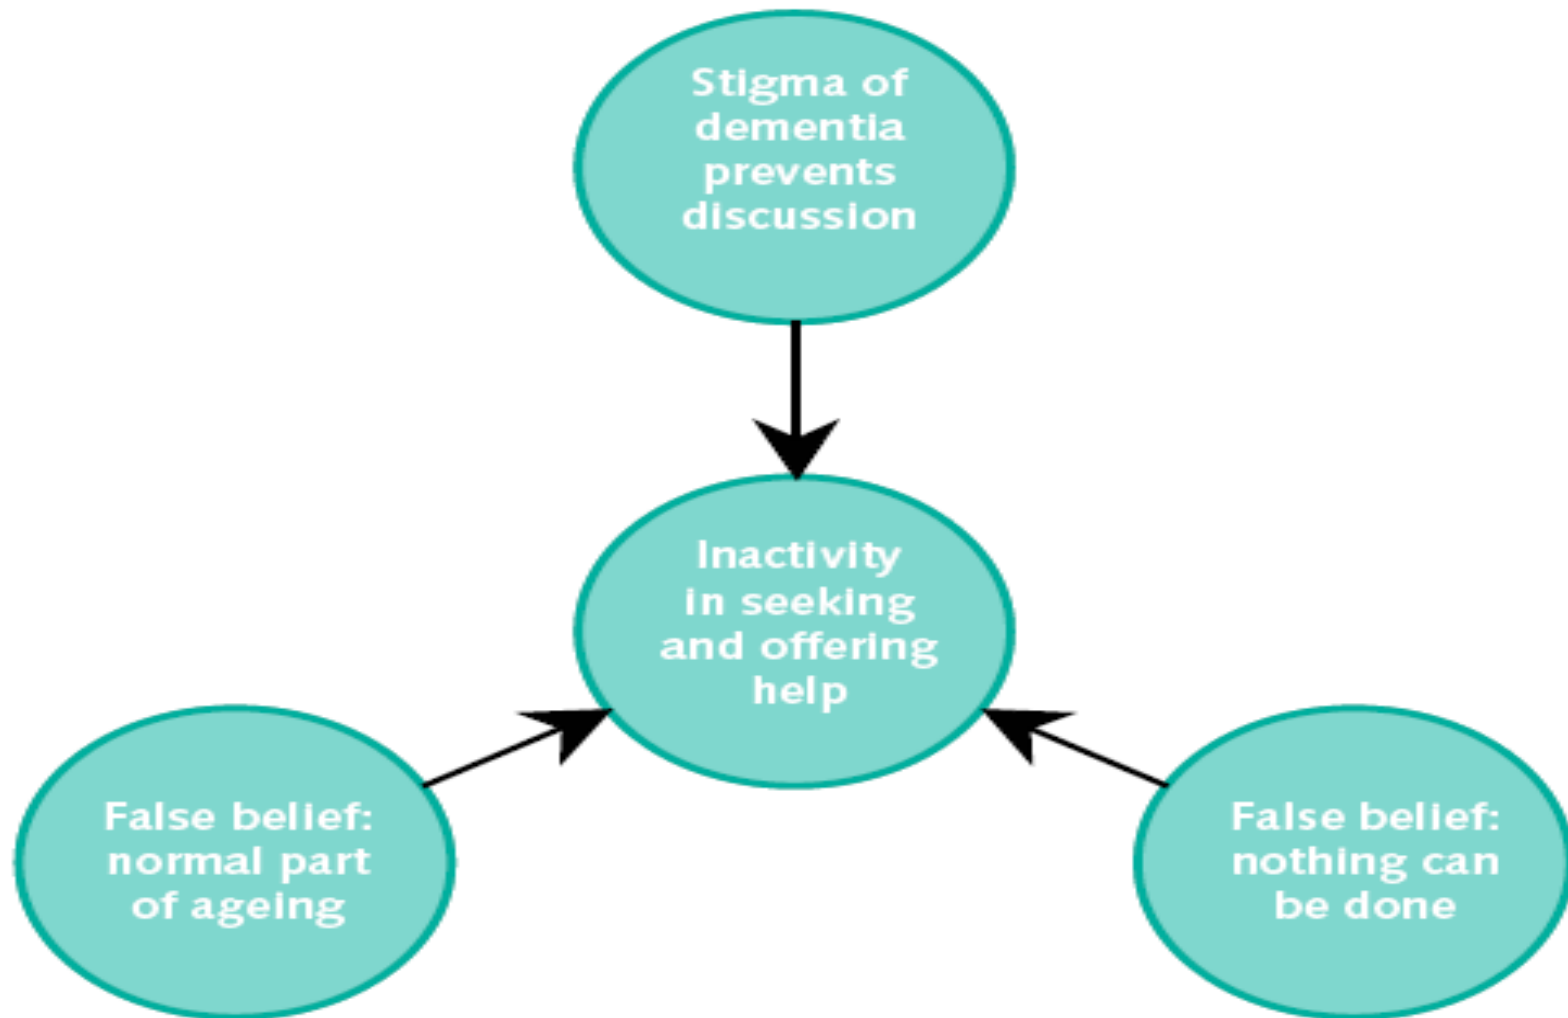 Stigma of
dementia
prevents
discussion
Inactivity
in seeking
and offering
help
False belief:
normal part
of ageing
False belief:
nothing can
be done